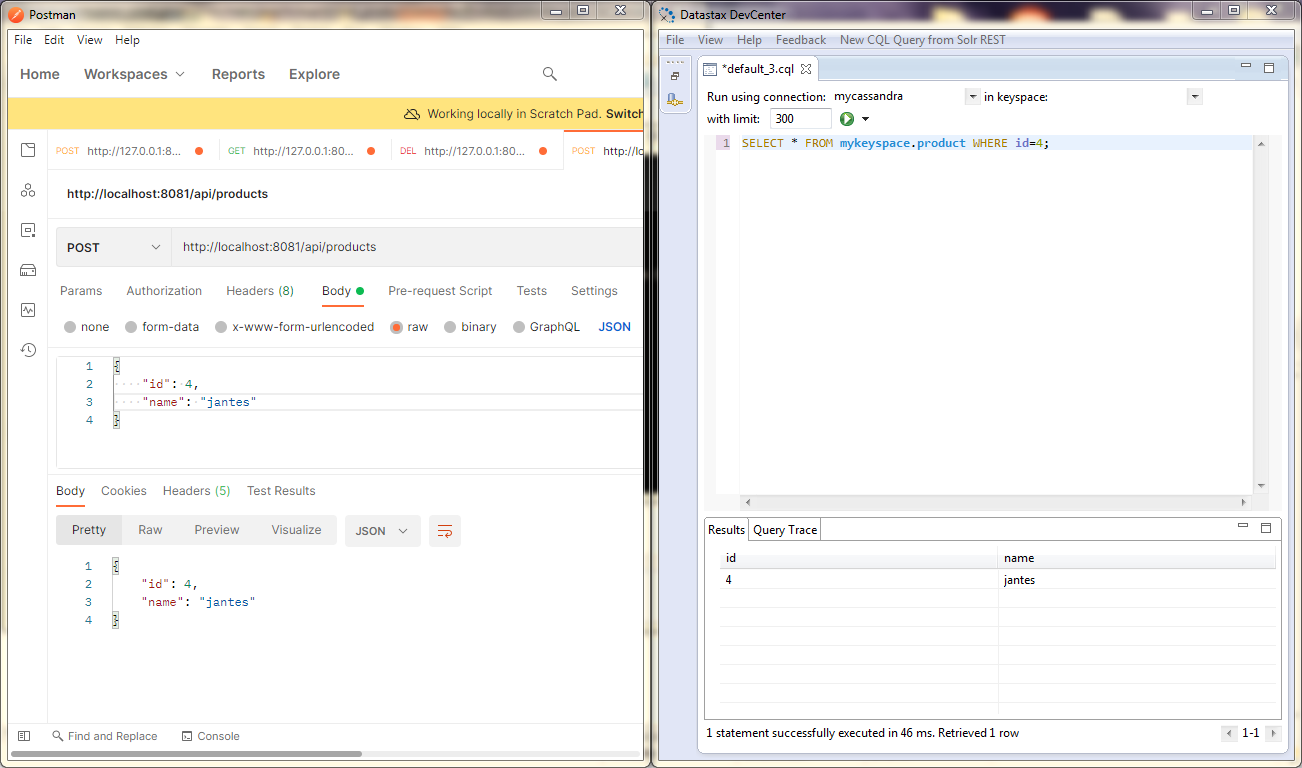 Postman
File Edit View Help
Home Workspaces Reports Explore
Working locally in Scratch Pad. Switch
POST http://127.0.0.1:8... GET http://127.0.0.1:80... DEL http://127.0.0.1:80... POST http://lo
http://localhost:8081/api/products
POST http://localhost:8081/api/products
Params Authorization Headers (8) Body Pre-request Script Tests Settings
none form-data x-www-form-urlencoded raw binary GraphQL JSON
1 {
2 "id": 4,
3 "name": "jantes"
4 }
Body Cookies Headers (5) Test Results
Pretty Raw Preview Visualize JSON
1 {
2 "id": 4,
3 "name": "jantes"
4 }
Find and Replace Console
Datastax DevCenter
File View Help Feedback New CQL Query from Solr REST
*default_3.cql
Run using connection: mycassandra in keyspace:
with limit: 300
1 SELECT * FROM mykeyspace.product WHERE id=4;
Results Query Trace
id name
4 jantes
1 statement successfully executed in 46 ms. Retrieved 1 row 1-1